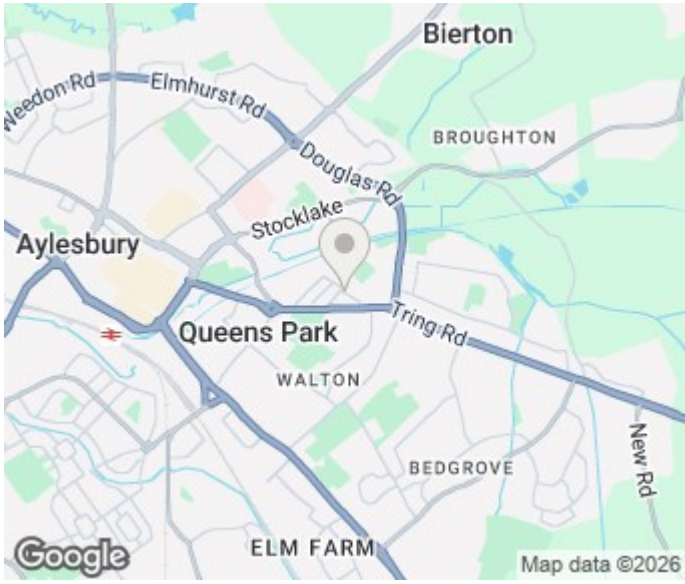 Bierton
Weedon Rd
Elmhurst Rd
BROUGHTON
Douglas Rd
Stocklake
Aylesbury
Queens Park
Tring Rd
WALTON
BEDGROVE
New Rd
ELM FARM
Google
Map data ©2026